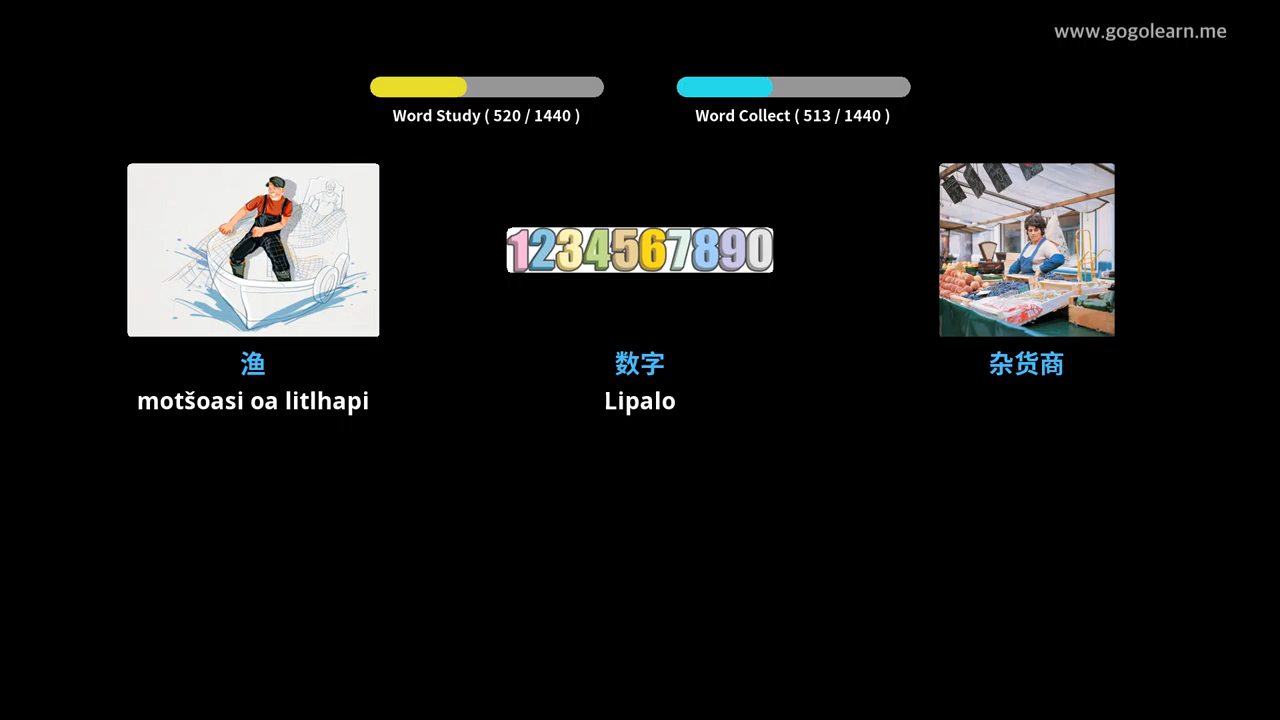 www.gogolearn.me
Word Study ( 520 / 1440 )
Word Collect ( 513 / 1440 )
1234567890
渔
数字
杂货商
motšoasi oa litlhapi
Lipalo